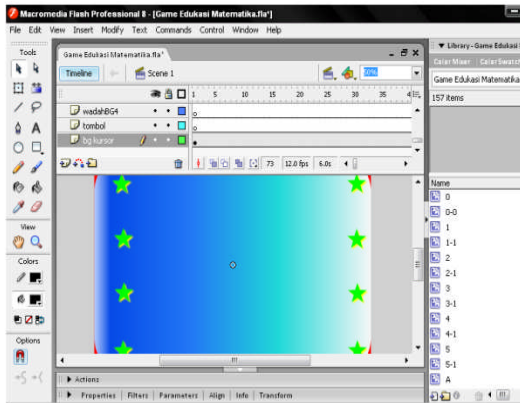 Macromedia Flash Professional 8 - [Game Edukasi Matematika.fla*]
File Edit View Insert Modify Text Commands Control Window Help
Tools
View
Colors
Options
Game Edukasi Matematika.fla*
Timeline
Scene 1
50%
1 5 10 15 20 25 30 35
wadahBG4
tombol
bg kursor
73 12.0 fps 6.0s
Actions
Properties Filters Parameters Align Info Transform
Library - Game Edukasi
Color Mixer Color Swatch
Game Edukasi Matematika
157 items
Name
0
0-0
1
1-1
2
2-1
3
3-1
4
4-1
5
5-1
A